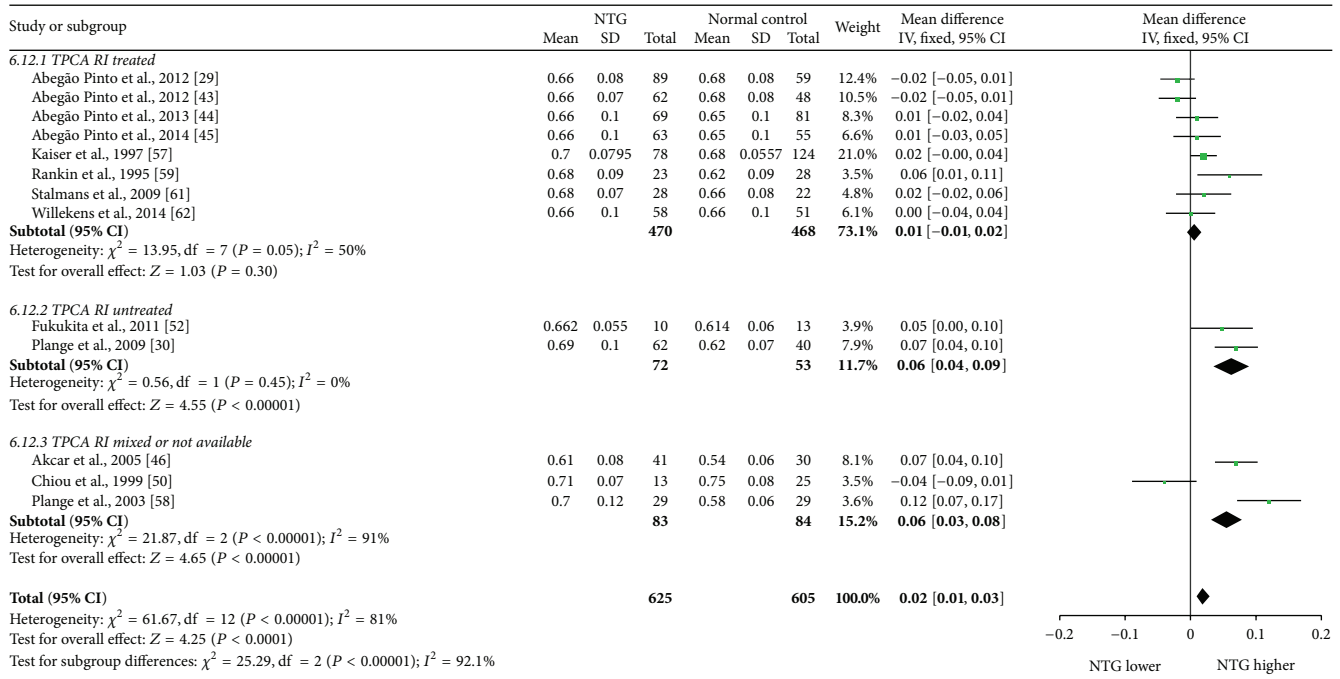 Study or subgroup NTG Normal control Weight Mean difference Mean difference
Mean SD Total Mean SD Total IV, fixed, 95% CI IV, fixed, 95% CI
6.12.1 TPCA RI treated
Abegão Pinto et al., 2012 [29] 0.66 0.08 89 0.68 0.08 59 12.4% −0.02 [−0.05, 0.01]
Abegão Pinto et al., 2012 [43] 0.66 0.07 62 0.68 0.08 48 10.5% −0.02 [−0.05, 0.01]
Abegão Pinto et al., 2013 [44] 0.66 0.1 69 0.65 0.1 81 8.3% 0.01 [−0.02, 0.04]
Abegão Pinto et al., 2014 [45] 0.66 0.1 63 0.65 0.1 55 6.6% 0.01 [−0.03, 0.05]
Kaiser et al., 1997 [57] 0.7 0.0795 78 0.68 0.0557 124 21.0% 0.02 [−0.00, 0.04]
Rankin et al., 1995 [59] 0.68 0.09 23 0.62 0.09 28 3.5% 0.06 [0.01, 0.11]
Stalmans et al., 2009 [61] 0.68 0.07 28 0.66 0.08 22 4.8% 0.02 [−0.02, 0.06]
Willekens et al., 2014 [62] 0.66 0.1 58 0.66 0.1 51 6.1% 0.00 [−0.04, 0.04]
Subtotal (95% CI) 470 468 73.1% 0.01 [−0.01, 0.02]
Heterogeneity: χ² = 13.95, df = 7 (P = 0.05); I² = 50%
Test for overall effect: Z = 1.03 (P = 0.30)
6.12.2 TPCA RI untreated
Fukukita et al., 2011 [52] 0.662 0.055 10 0.614 0.06 13 3.9% 0.05 [0.00, 0.10]
Plange et al., 2009 [30] 0.69 0.1 62 0.62 0.07 40 7.9% 0.07 [0.04, 0.10]
Subtotal (95% CI) 72 53 11.7% 0.06 [0.04, 0.09]
Heterogeneity: χ² = 0.56, df = 1 (P = 0.45); I² = 0%
Test for overall effect: Z = 4.55 (P < 0.00001)
6.12.3 TPCA RI mixed or not available
Akcar et al., 2005 [46] 0.61 0.08 41 0.54 0.06 30 8.1% 0.07 [0.04, 0.10]
Chiou et al., 1999 [50] 0.71 0.07 13 0.75 0.08 25 3.5% −0.04 [−0.09, 0.01]
Plange et al., 2003 [58] 0.7 0.12 29 0.58 0.06 29 3.6% 0.12 [0.07, 0.17]
Subtotal (95% CI) 83 84 15.2% 0.06 [0.03, 0.08]
Heterogeneity: χ² = 21.87, df = 2 (P < 0.00001); I² = 91%
Test for overall effect: Z = 4.65 (P < 0.00001)
Total (95% CI) 625 605 100.0% 0.02 [0.01, 0.03]
Heterogeneity: χ² = 61.67, df = 12 (P < 0.00001); I² = 81%
Test for overall effect: Z = 4.25 (P < 0.0001)
Test for subgroup differences: χ² = 25.29, df = 2 (P < 0.00001); I² = 92.1%
−0.2 −0.1 0 0.1 0.2
NTG lower NTG higher